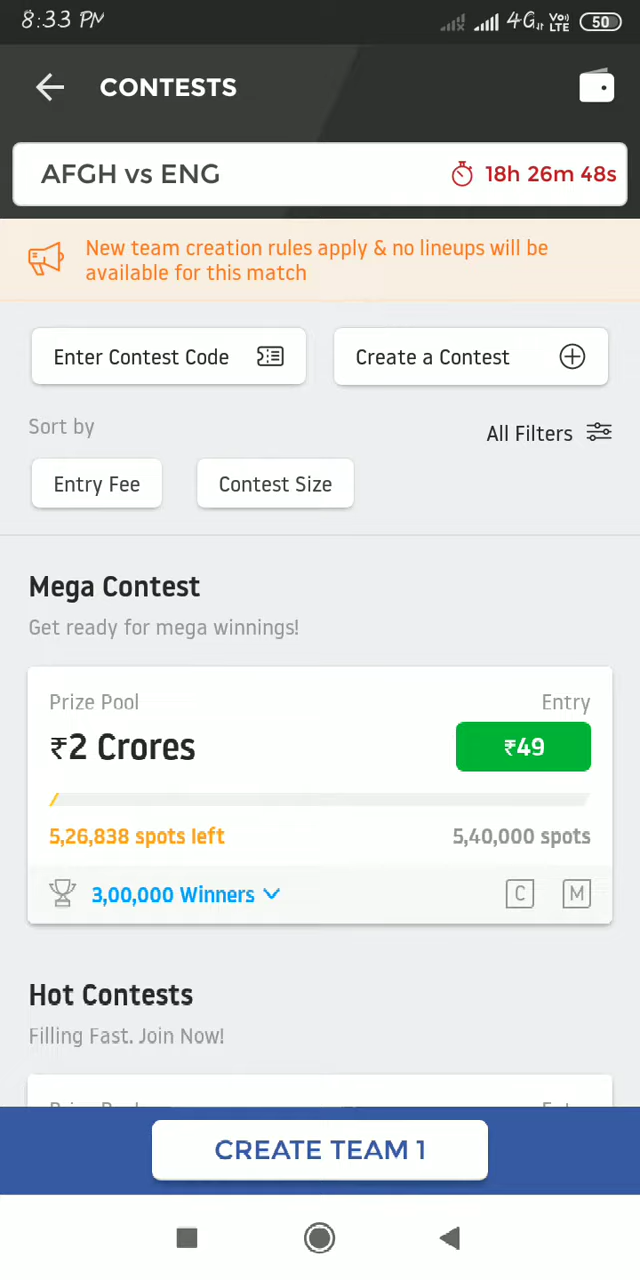 8:33 PM
4G VoI) LTE 50
CONTESTS
AFGH vs ENG
18h 26m 48s
New team creation rules apply & no lineups will be
available for this match
Enter Contest Code
Create a Contest
Sort by
All Filters
Entry Fee
Contest Size
Mega Contest
Get ready for mega winnings!
Prize Pool
Entry
₹2 Crores
₹49
5,26,838 spots left
5,40,000 spots
3,00,000 Winners
C
M
Hot Contests
Filling Fast. Join Now!
CREATE TEAM 1